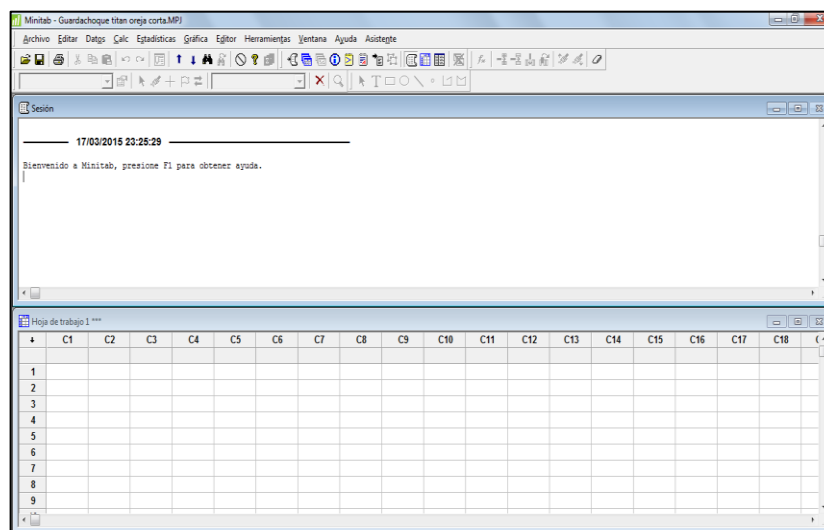 Minitab - Guardachoque titan oreja corta.MPJ
Archivo Editar Datos Calc Estadísticas Gráfica Editor Herramientas Ventana Ayuda Asistente
Sesión
17/03/2015 23:25:29
Bienvenido a Minitab, presione F1 para obtener ayuda.
Hoja de trabajo 1 ***
C1 C2 C3 C4 C5 C6 C7 C8 C9 C10 C11 C12 C13 C14 C15 C16 C17 C18
1
2
3
4
5
6
7
8
9